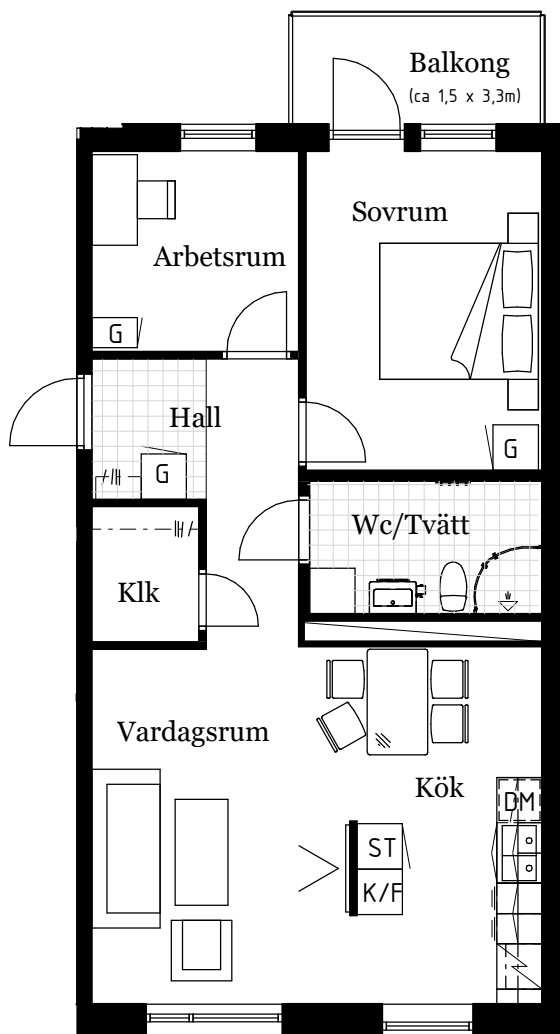 Balkong
(ca 1,5 x 3,3m)
Sovrum
Arbetsrum
G
Hall
G
G
Wc/Tvätt
Klk
Vardagsrum
Kök
DM
ST
K/F